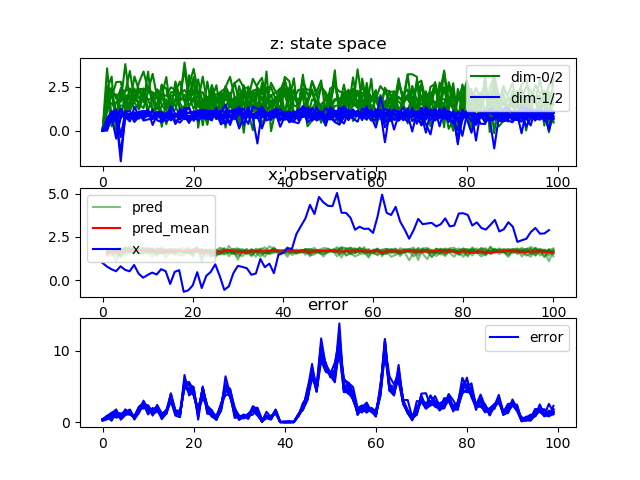 z: state space
2.5
0.0
dim-0/2
dim-1/2
0 20 40 60 80 100
x: observation
5.0
2.5
0.0
pred
pred_mean
x
0 20 40 60 80 100
error
10
0
error
0 20 40 60 80 100